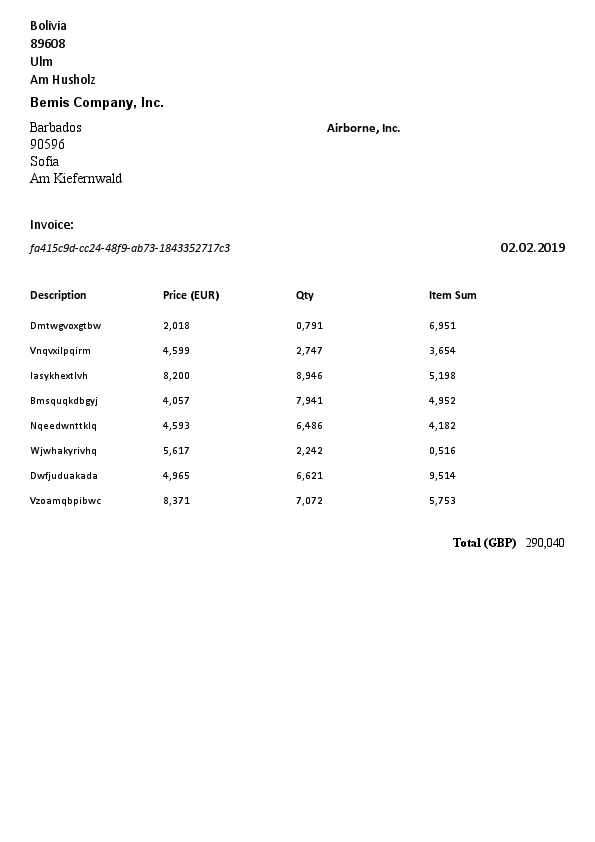 Bolivia
89608
Ulm
Am Husholz
Bemis Company, Inc.
Barbados
Airborne, Inc.
90596
Sofia
Am Kiefernwald
Invoice:
fa415c9d-cc24-48f9-ab73-1843352717c3 02.02.2019
Description Price (EUR) Qty Item Sum
Dmtwgvoxgtbw 2,018 0,791 6,951
Vnqvxilpqirm 4,599 2,747 3,654
Iasykhextlvh 8,200 8,946 5,198
Bmsquqkdbgyj 4,057 7,941 4,952
Nqeedwnttklq 4,593 6,486 4,182
Wjwhakyrivhq 5,617 2,242 0,516
Dwfjuduakada 4,965 6,621 9,514
Vzoamqbpibwc 8,371 7,072 5,753
Total (GBP) 290,040